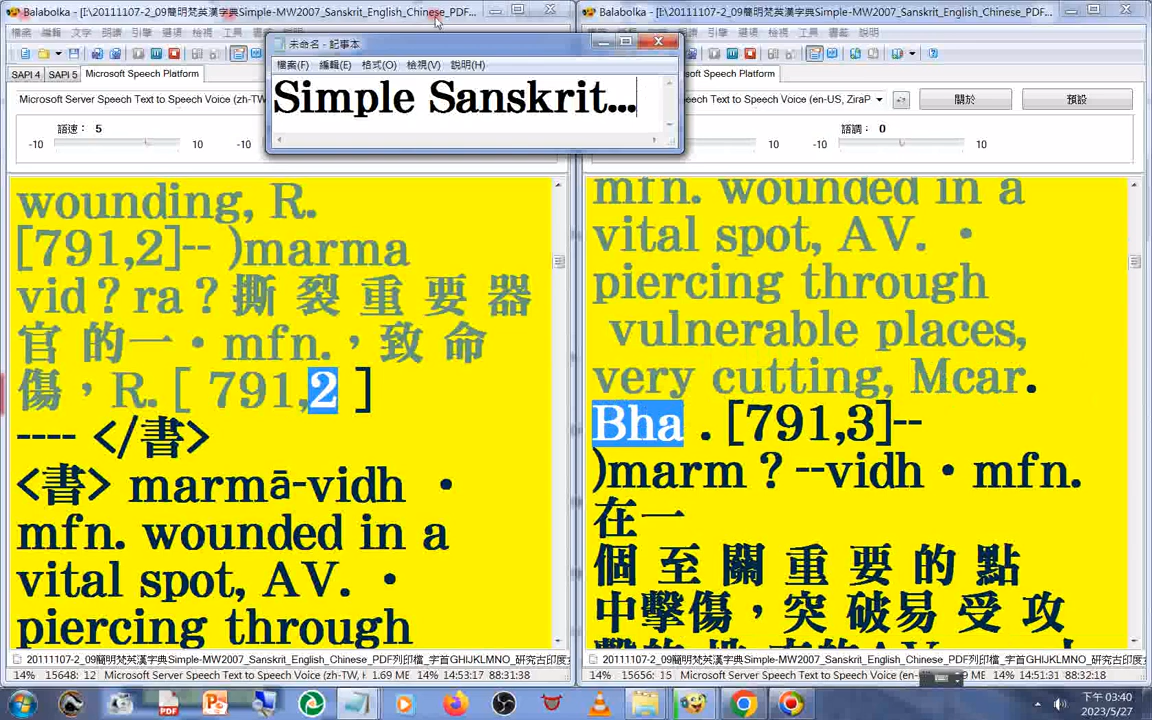 Balabolka - [I:\20111107-2_09簡明梵英漢字典Simple-MW2007_Sanskrit_English_Chinese_PDF...
SAPI 4 SAPI 5 Microsoft Speech Platform
Microsoft Server Speech Text to Speech Voice (zh-TW,
語速: 5
-10 10 -10
未命名 - 記事本
檔案(F) 編輯(E) 格式(O) 檢視(V) 說明(H)
Simple Sanskrit...
wounding, R.
[791,2]-- )marma
vid？ra？撕 裂 重 要 器
官 的一・mfn.，致 命
傷，R. [ 791,2 ]
---- </書>
<書> marmā-vidh ・
mfn. wounded in a
vital spot, AV. ・
piercing through
20111107-2_09簡明梵英漢字典Simple-MW2007_Sanskrit_English_Chinese_PDF列印檔_字首GHIJKLMNO_研究古印度
14% 15648: 12 Microsoft Server Speech Text to Speech Voice (zh-TW, 1.69 ME 14% 14:53:17 88:31:38
Balabolka - [I:\20111107-2_09簡明梵英漢字典Simple-MW2007_Sanskrit_English_Chinese_PDF...
Speech Platform
eech Text to Speech Voice (en-US, ZiraP 關於 預設
語調: 0
10 -10 10
mfn. wounded in a
vital spot, AV. ・
piercing through
vulnerable places,
very cutting, Mcar.
Bha . [791,3]--
)marm？--vidh・mfn.
在一
個 至 關 重 要 的 點
中擊傷，突 破易 受 攻
20111107-2_09簡明梵英漢字典Simple-MW2007_Sanskrit_English_Chinese_PDF列印檔_字首GHIJKLMNO_研究古印度
14% 15656: 15 Microsoft Server Speech Text to Speech Voice (en-US, 1.69 ME 14% 14:51:31 88:32:18
下午 03:40
2023/5/27